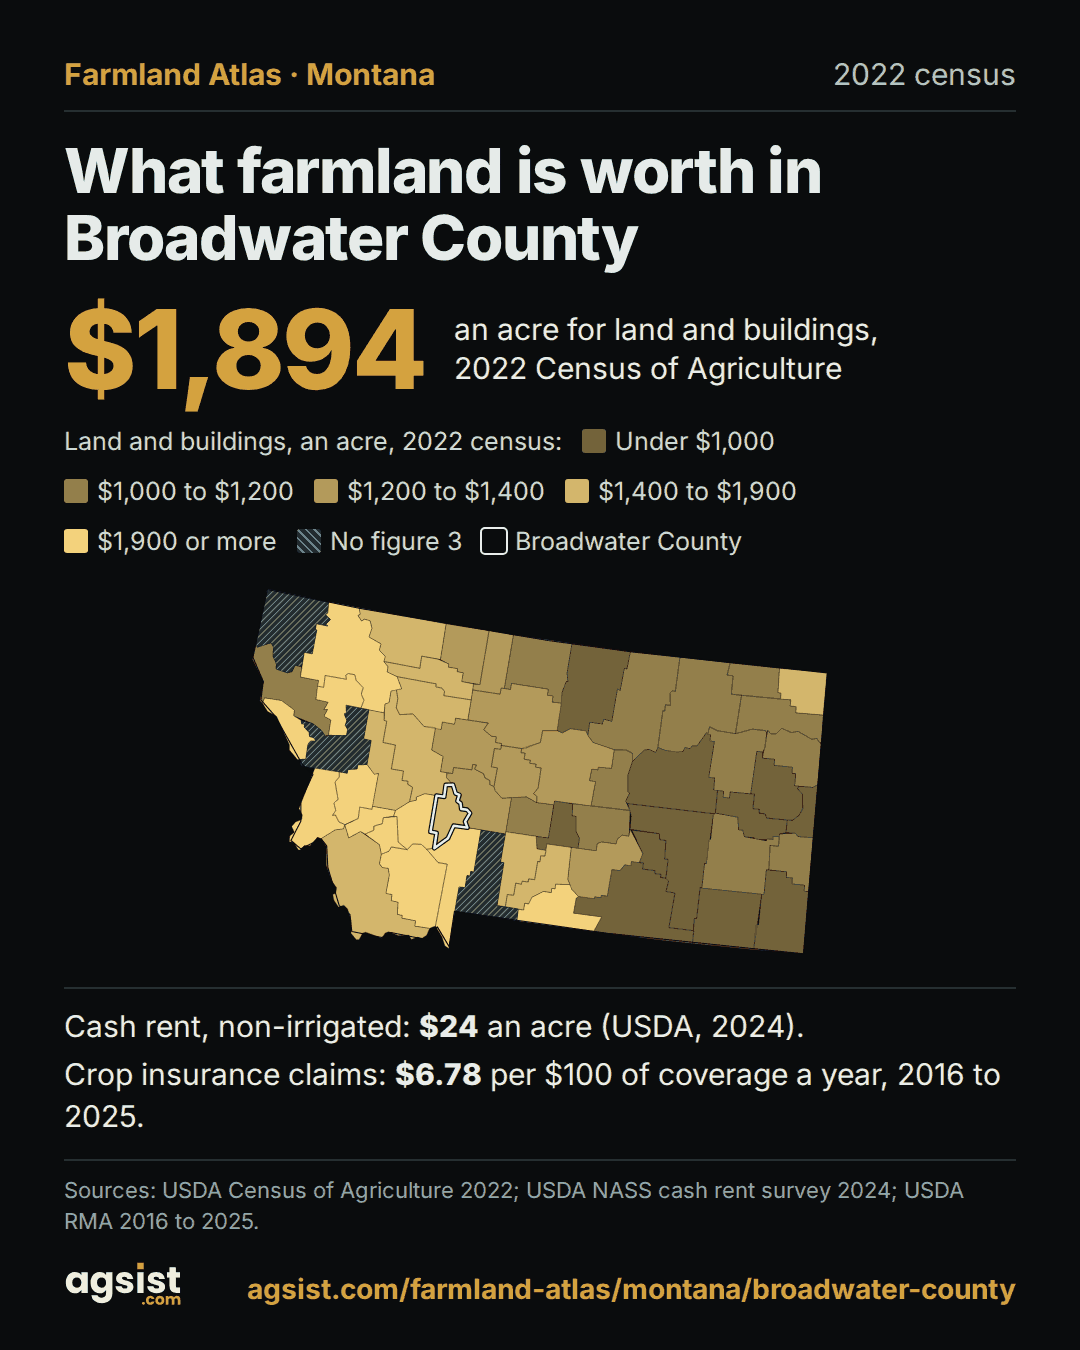 Farmland Atlas · Montana
2022 census
What farmland is worth in
Broadwater County
$1,894
an acre for land and buildings,
2022 Census of Agriculture
Land and buildings, an acre, 2022 census: Under $1,000
$1,000 to $1,200 $1,200 to $1,400 $1,400 to $1,900
$1,900 or more No figure 3 Broadwater County
Cash rent, non-irrigated: $24 an acre (USDA, 2024).
Crop insurance claims: $6.78 per $100 of coverage a year, 2016 to
2025.
Sources: USDA Census of Agriculture 2022; USDA NASS cash rent survey 2024; USDA
RMA 2016 to 2025.
agsist
.com
agsist.com/farmland-atlas/montana/broadwater-county